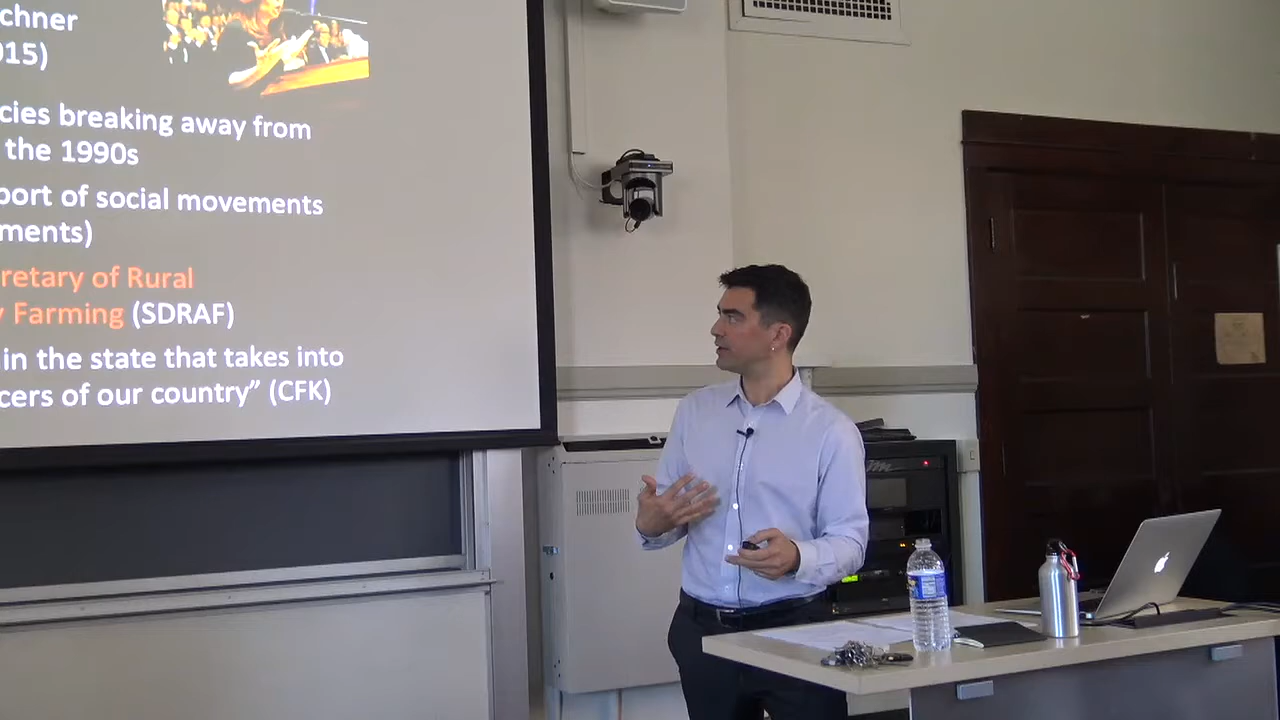 chner
015)
cies breaking away from
the 1990s
port of social movements
ments)
retary of Rural
y Farming (SDRAF)
in the state that takes into
cers of our country” (CFK)